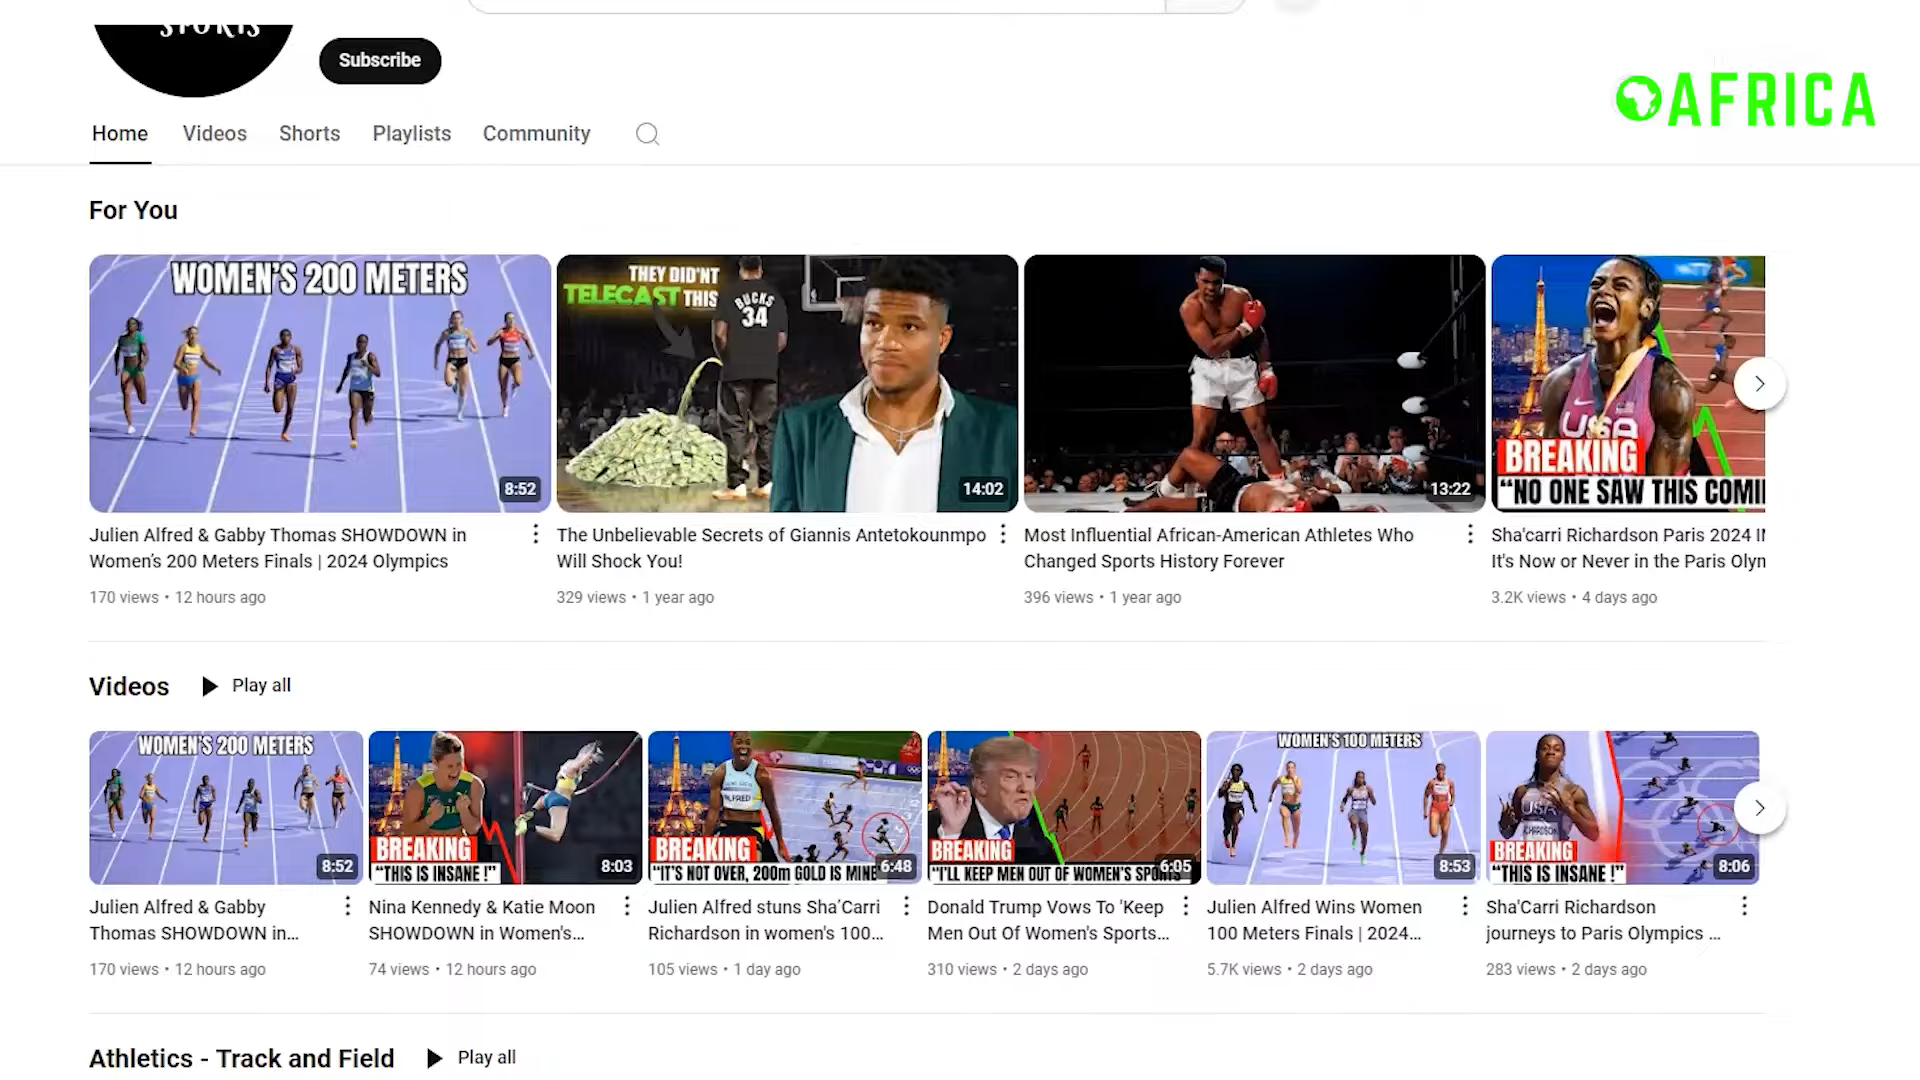 SPORTS
Subscribe
AFRICA
Home
Videos
Shorts
Playlists
Community
For You
WOMEN'S 200 METERS
8:52
THEY DID'NT
TELECAST THIS
BUCKS
34
14:02
13:22
USA
BREAKING
"NO ONE SAW THIS COMI
Julien Alfred & Gabby Thomas SHOWDOWN in
Women's 200 Meters Finals | 2024 Olympics
170 views • 12 hours ago
The Unbelievable Secrets of Giannis Antetokounmpo
Will Shock You!
329 views • 1 year ago
Most Influential African-American Athletes Who
Changed Sports History Forever
396 views • 1 year ago
Sha'carri Richardson Paris 2024 I
It's Now or Never in the Paris Olyn
3.2K views • 4 days ago
Videos
Play all
WOMEN'S 200 METERS
8:52
BREAKING
"THIS IS INSANE !"
8:03
ALFRED
BREAKING
"IT'S NOT OVER, 200m GOLD IS MINE
6:48
BREAKING
"I'LL KEEP MEN OUT OF WOMEN'S SPORTS
6:05
WOMEN'S 100 METERS
8:53
USA
RICHARDSON
BREAKING
"THIS IS INSANE !"
8:06
Julien Alfred & Gabby
Thomas SHOWDOWN in...
170 views • 12 hours ago
Nina Kennedy & Katie Moon
SHOWDOWN in Women's...
74 views • 12 hours ago
Julien Alfred stuns Sha'Carri
Richardson in women's 100...
105 views • 1 day ago
Donald Trump Vows To 'Keep
Men Out Of Women's Sports...
310 views • 2 days ago
Julien Alfred Wins Women
100 Meters Finals | 2024...
5.7K views • 2 days ago
Sha'Carri Richardson
journeys to Paris Olympics ...
283 views • 2 days ago
Athletics - Track and Field
Play all